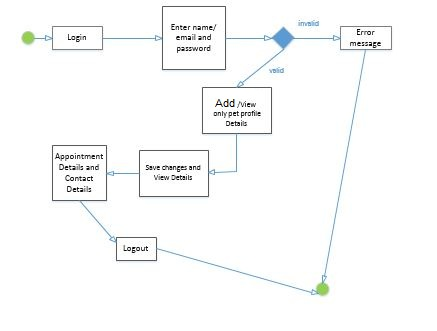 Login
Enter name/
email and
password
invalid
Error
message
valid
Add /View
only pet profile
Details
Save changes and
View Details
Appointment
Details and
Contact
Details
Logout